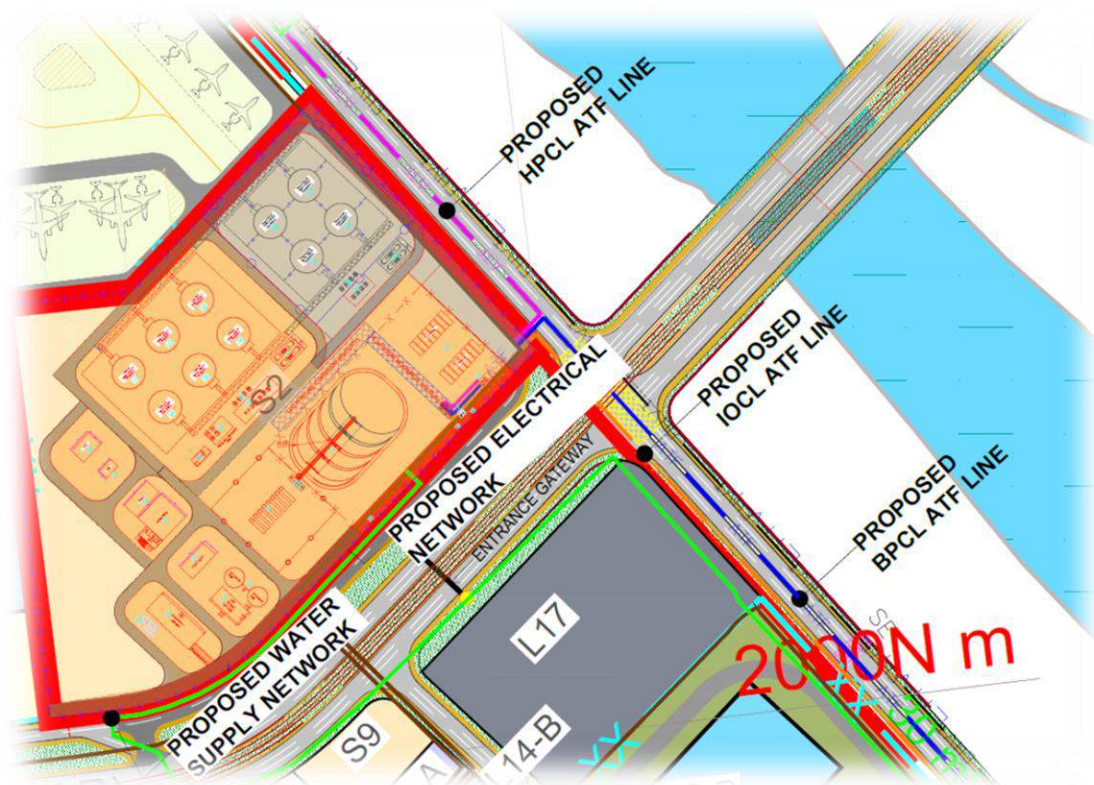 PROPOSED
HPCL ATF LINE
PROPOSED
IOCL ATF LINE
PROPOSED
BPCL ATF LINE
PROPOSED ELECTRICAL
NETWORK
ENTRANCE GATEWAY
PROPOSED WATER
SUPPLY NETWORK
S2
L17
2000N m
S9
L14-B